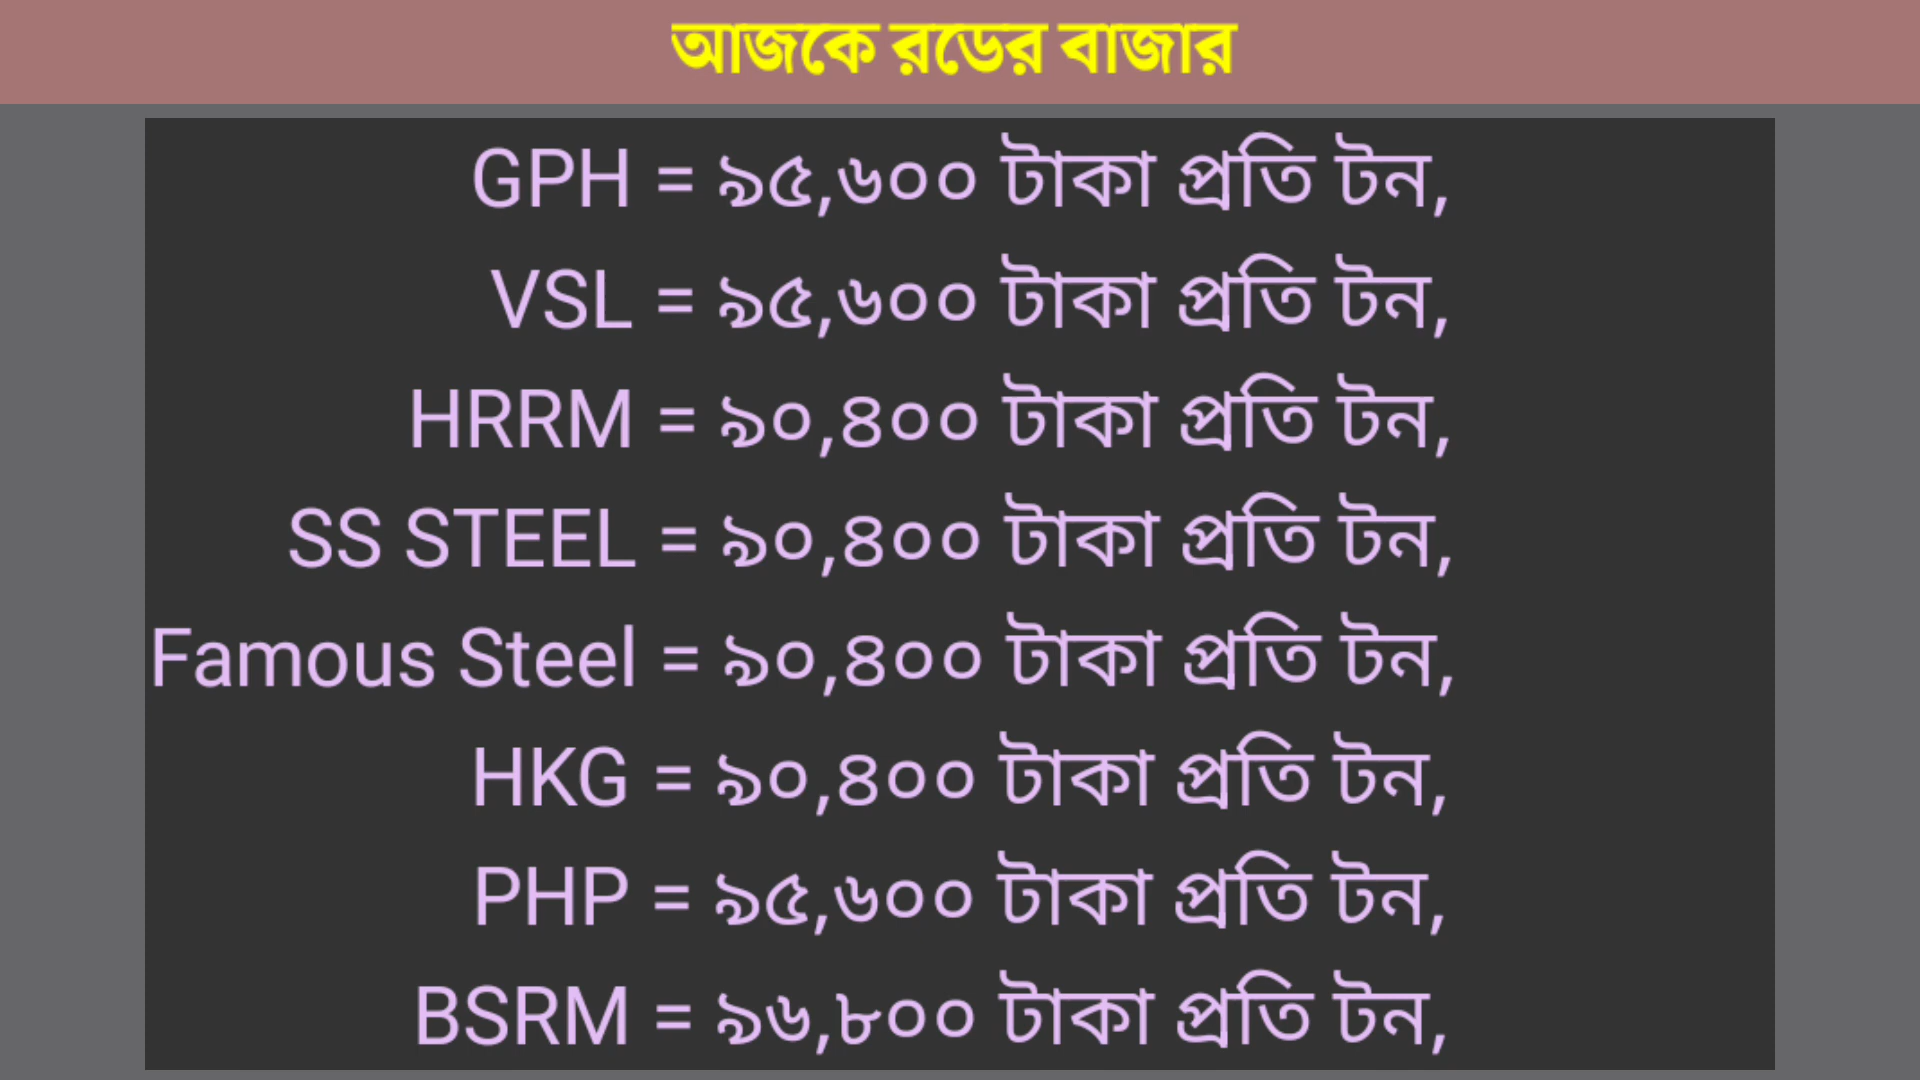 আজকে রডের বাজার
GPH = ৯৫,৬০০ টাকা প্রতি টন,
VSL = ৯৫,৬০০ টাকা প্রতি টন,
HRRM = ৯০,৪০০ টাকা প্রতি টন,
SS STEEL = ৯০,৪০০ টাকা প্রতি টন,
Famous Steel = ৯০,৪০০ টাকা প্রতি টন,
HKG = ৯০,৪০০ টাকা প্রতি টন,
PHP = ৯৫,৬০০ টাকা প্রতি টন,
BSRM = ৯৬,৮০০ টাকা প্রতি টন,